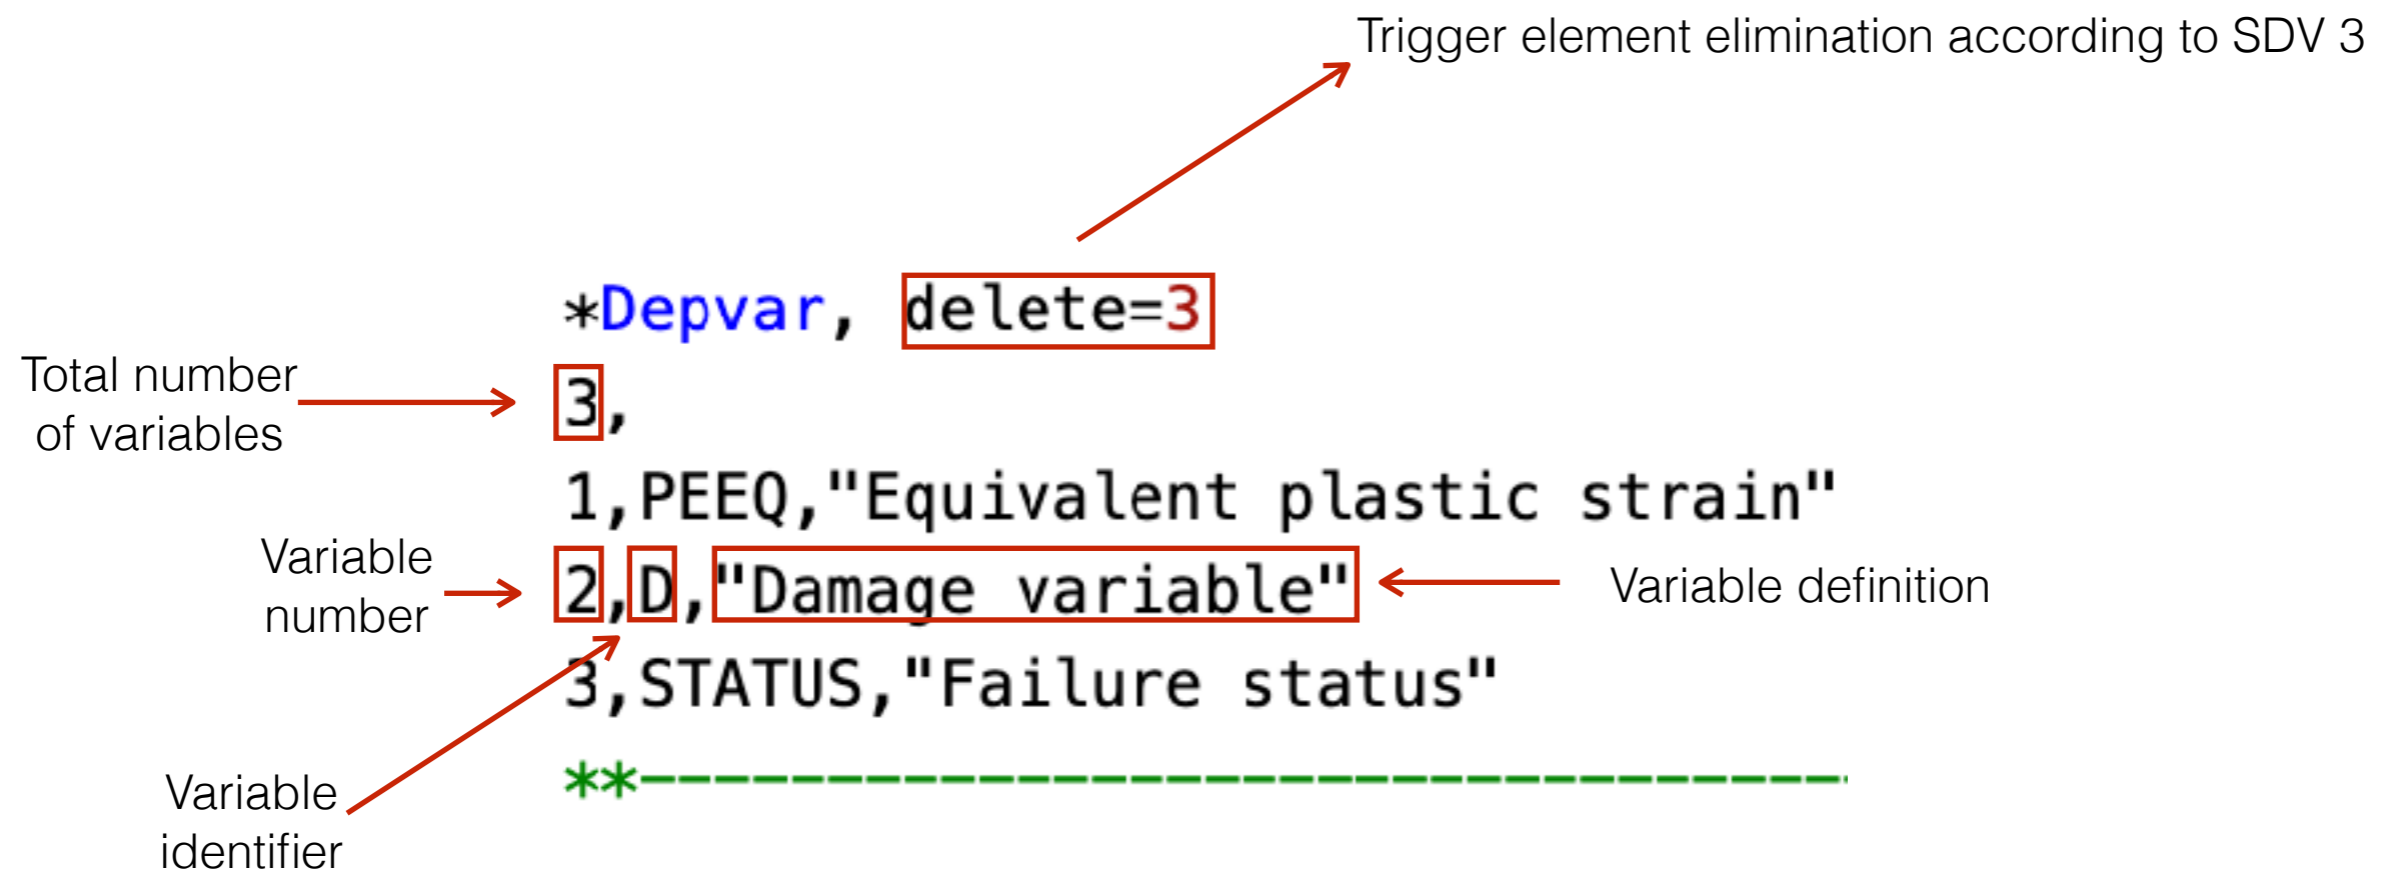 Trigger element elimination according to SDV 3
*Depvar, delete=3
Total number
of variables
3,
1,PEEQ,"Equivalent plastic strain"
Variable
number
2,D,"Damage variable"
Variable definition
3,STATUS,"Failure status"
**--------------------------------
Variable
identifier